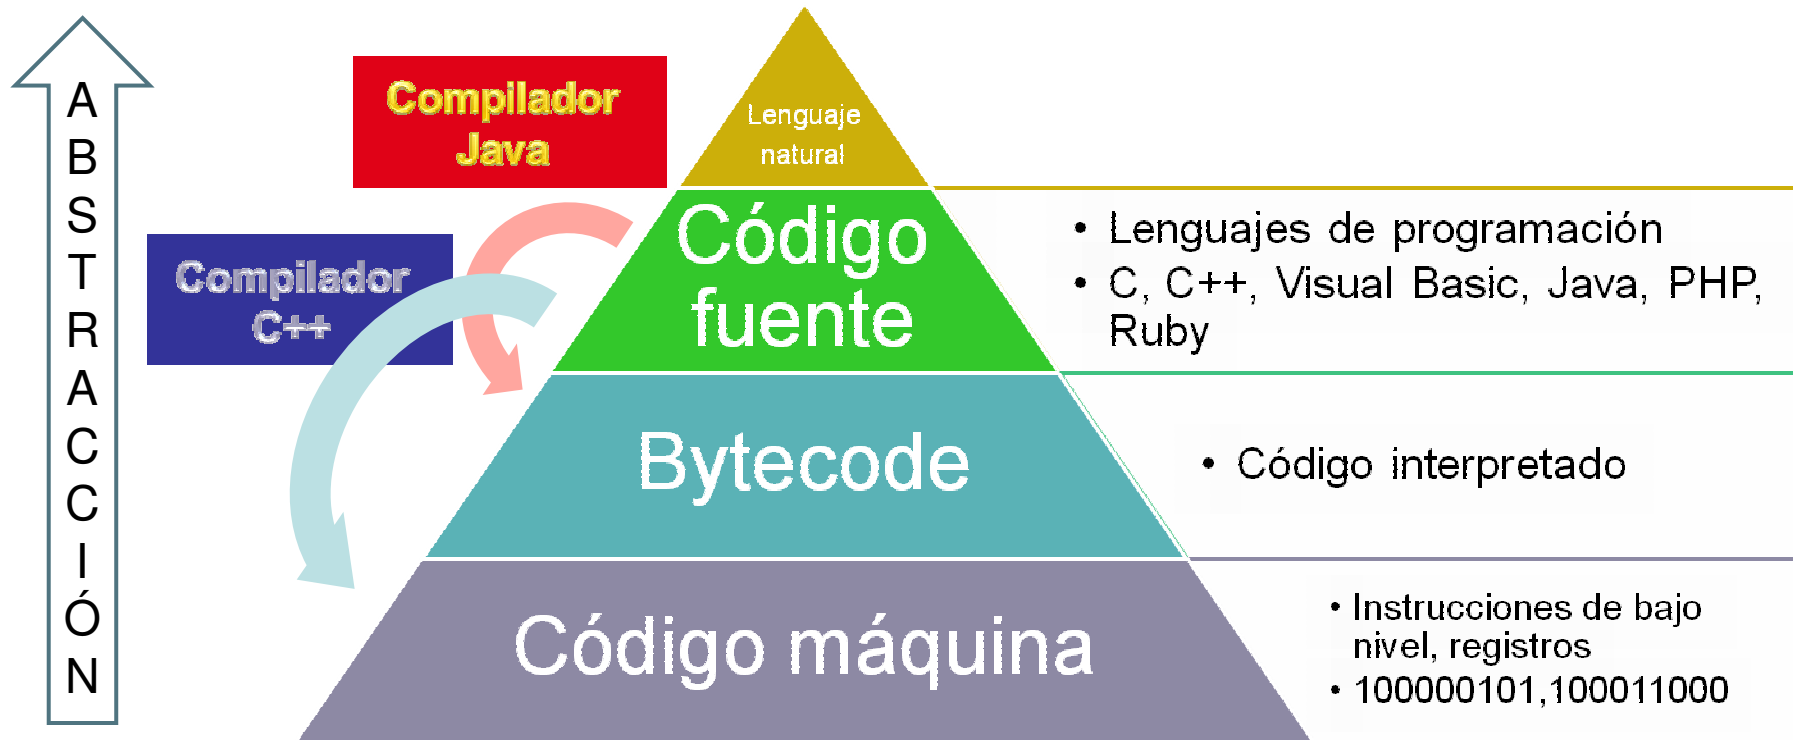 ABSTRACCIÓN
Compilador
Java
Compilador
C++
Lenguaje
natural
Código
fuente
• Lenguajes de programación
• C, C++, Visual Basic, Java, PHP,
Ruby
Bytecode
• Código interpretado
Código máquina
• Instrucciones de bajo
nivel, registros
• 100000101,100011000